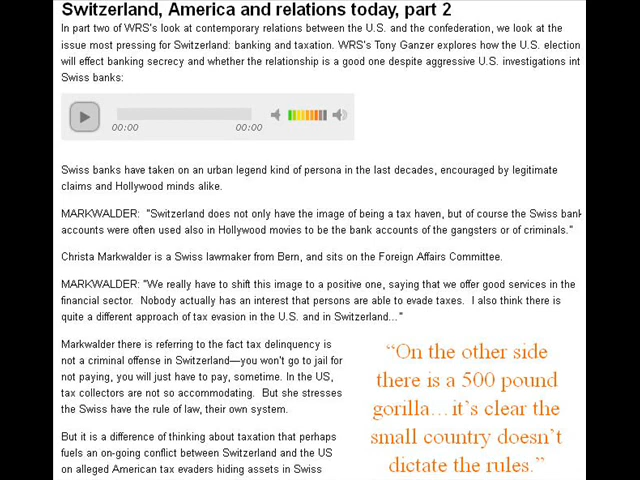 Switzerland, America and relations today, part 2
In part two of WRS's look at contemporary relations between the U.S. and the confederation, we look at the
issue most pressing for Switzerland: banking and taxation. WRS's Tony Ganzer explores how the U.S. election
will effect banking secrecy and whether the relationship is a good one despite aggressive U.S. investigations int
Swiss banks:
00:00 00:00
Swiss banks have taken on an urban legend kind of persona in the last decades, encouraged by legitimate
claims and Hollywood minds alike.
MARKWALDER: "Switzerland does not only have the image of being a tax haven, but of course the Swiss bank
accounts were often used also in Hollywood movies to be the bank accounts of the gangsters or of criminals."
Christa Markwalder is a Swiss lawmaker from Bern, and sits on the Foreign Affairs Committee.
MARKWALDER: "We really have to shift this image to a positive one, saying that we offer good services in the
financial sector. Nobody actually has an interest that persons are able to evade taxes. I also think there is
quite a different approach of tax evasion in the U.S. and in Switzerland..."
Markwalder there is referring to the fact tax delinquency is
not a criminal offense in Switzerland—you won't go to jail for
not paying, you will just have to pay, sometime. In the US,
tax collectors are not so accommodating. But she stresses
the Swiss have the rule of law, their own system.
But it is a difference of thinking about taxation that perhaps
fuels an on-going conflict between Switzerland and the US
on alleged American tax evaders hiding assets in Swiss
“On the other side
there is a 500 pound
gorilla…it’s clear the
small country doesn’t
dictate the rules.”